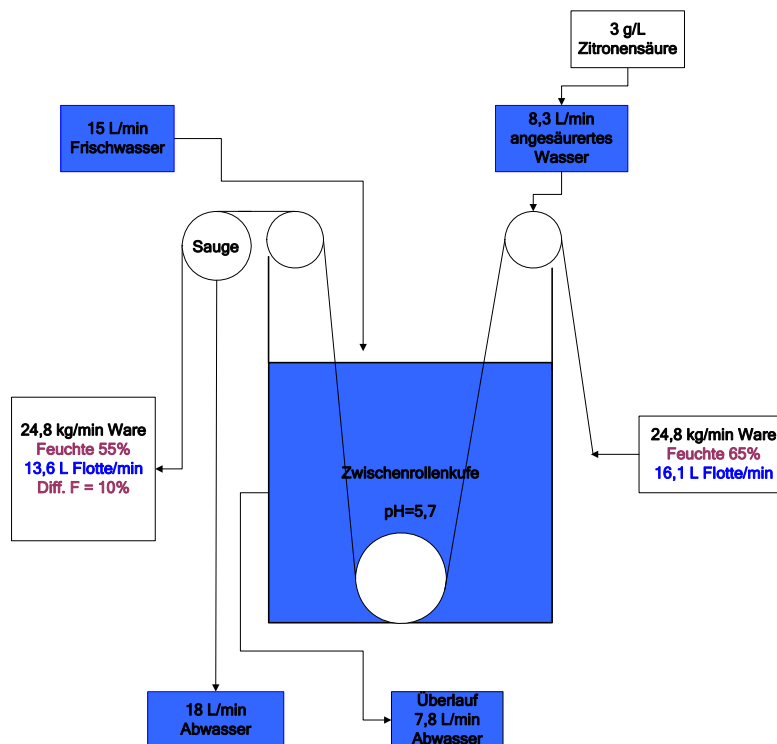 3 g/L
Zitronensäure
15 L/min
Frischwasser
8,3 L/min
angesäurertes
Wasser
Sauge
24,8 kg/min Ware
Feuchte 55%
13,6 L Flotte/min
Diff. F = 10%
Zwischenrollenkufe
pH=5,7
24,8 kg/min Ware
Feuchte 65%
16,1 L Flotte/min
18 L/min
Abwasser
Überlauf
7,8 L/min
Abwasser